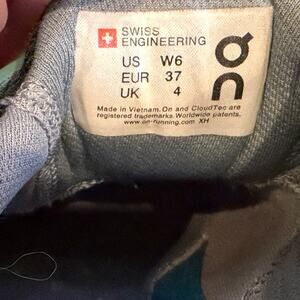 SWISS
ENGINEERING
US W6
EUR 37
UK 4
on
Made in Vietnam. On and CloudTec are
registered trademarks. Worldwide patents,
www.on-running.com XH